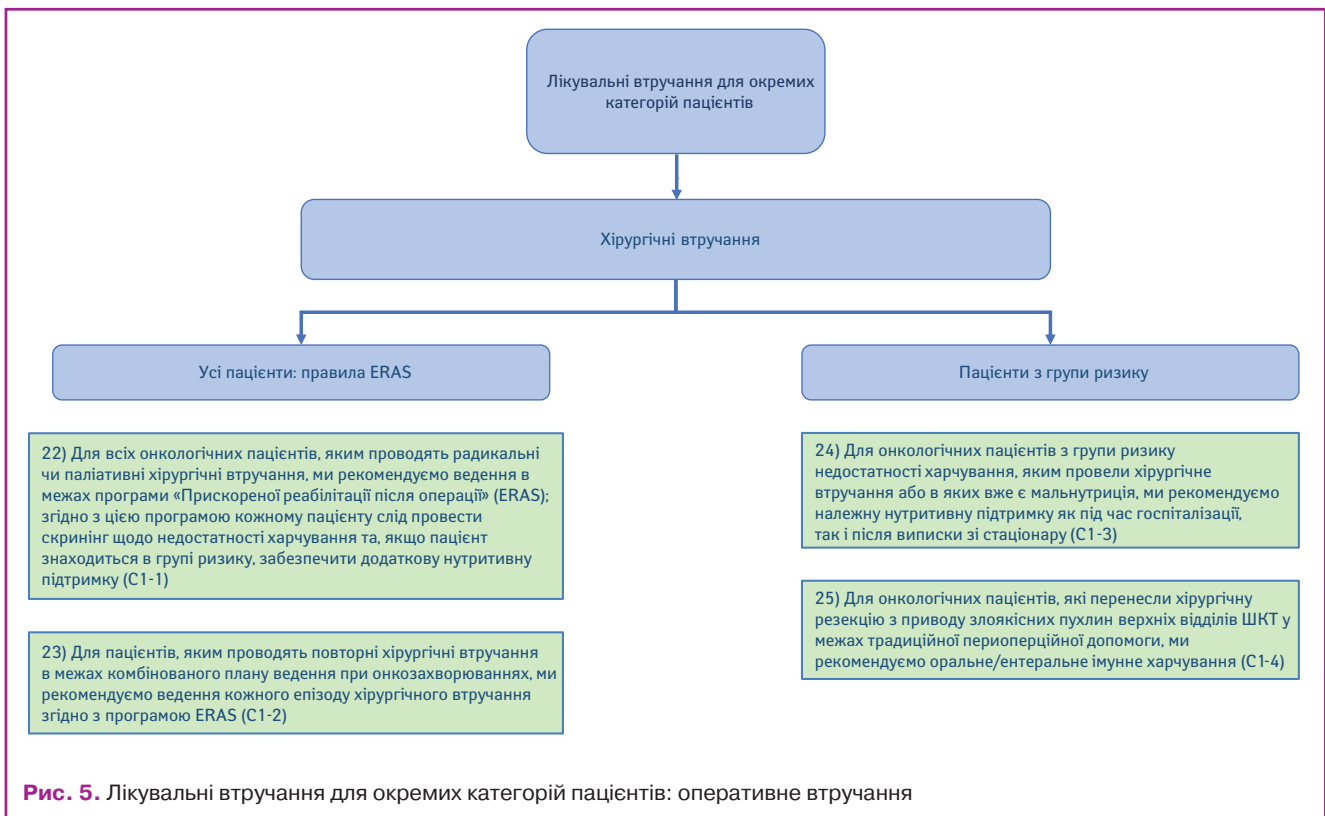 Лікувальні втручання для окремих
категорій пацієнтів
Хірургічні втручання
Усі пацієнти: правила ERAS
Пацієнти з групи ризику
22) Для всіх онкологічних пацієнтів, яким проводять радикальні
чи паліативні хірургічні втручання, ми рекомендуємо ведення в
межах програми «Прискореної реабілітації після операції» (ERAS);
згідно з цією програмою кожному пацієнту слід провести
скринінг щодо недостатності харчування та, якщо пацієнт
знаходиться в групі ризику, забезпечити додаткову нутритивну
підтримку (С1-1)
23) Для пацієнтів, яким проводять повторні хірургічні втручання
в межах комбінованого плану ведення при онкозахворюваннях, ми
рекомендуємо ведення кожного епізоду хірургічного втручання
згідно з програмою ERAS (С1-2)
24) Для онкологічних пацієнтів з групи ризику
недостатності харчування, яким провели хірургічне
втручання або в яких вже є мальнутриція, ми рекомендуємо
належну нутритивну підтримку як під час госпіталізації,
так і після виписки зі стаціонару (С1-3)
25) Для онкологічних пацієнтів, які перенесли хірургічну
резекцію з приводу злоякісних пухлин верхніх відділів ШКТ у
межах традиційної периоперційної допомоги, ми
рекомендуємо оральне/ентеральне імунне харчування (С1-4)
Рис. 5. Лікувальні втручання для окремих категорій пацієнтів: оперативне втручання